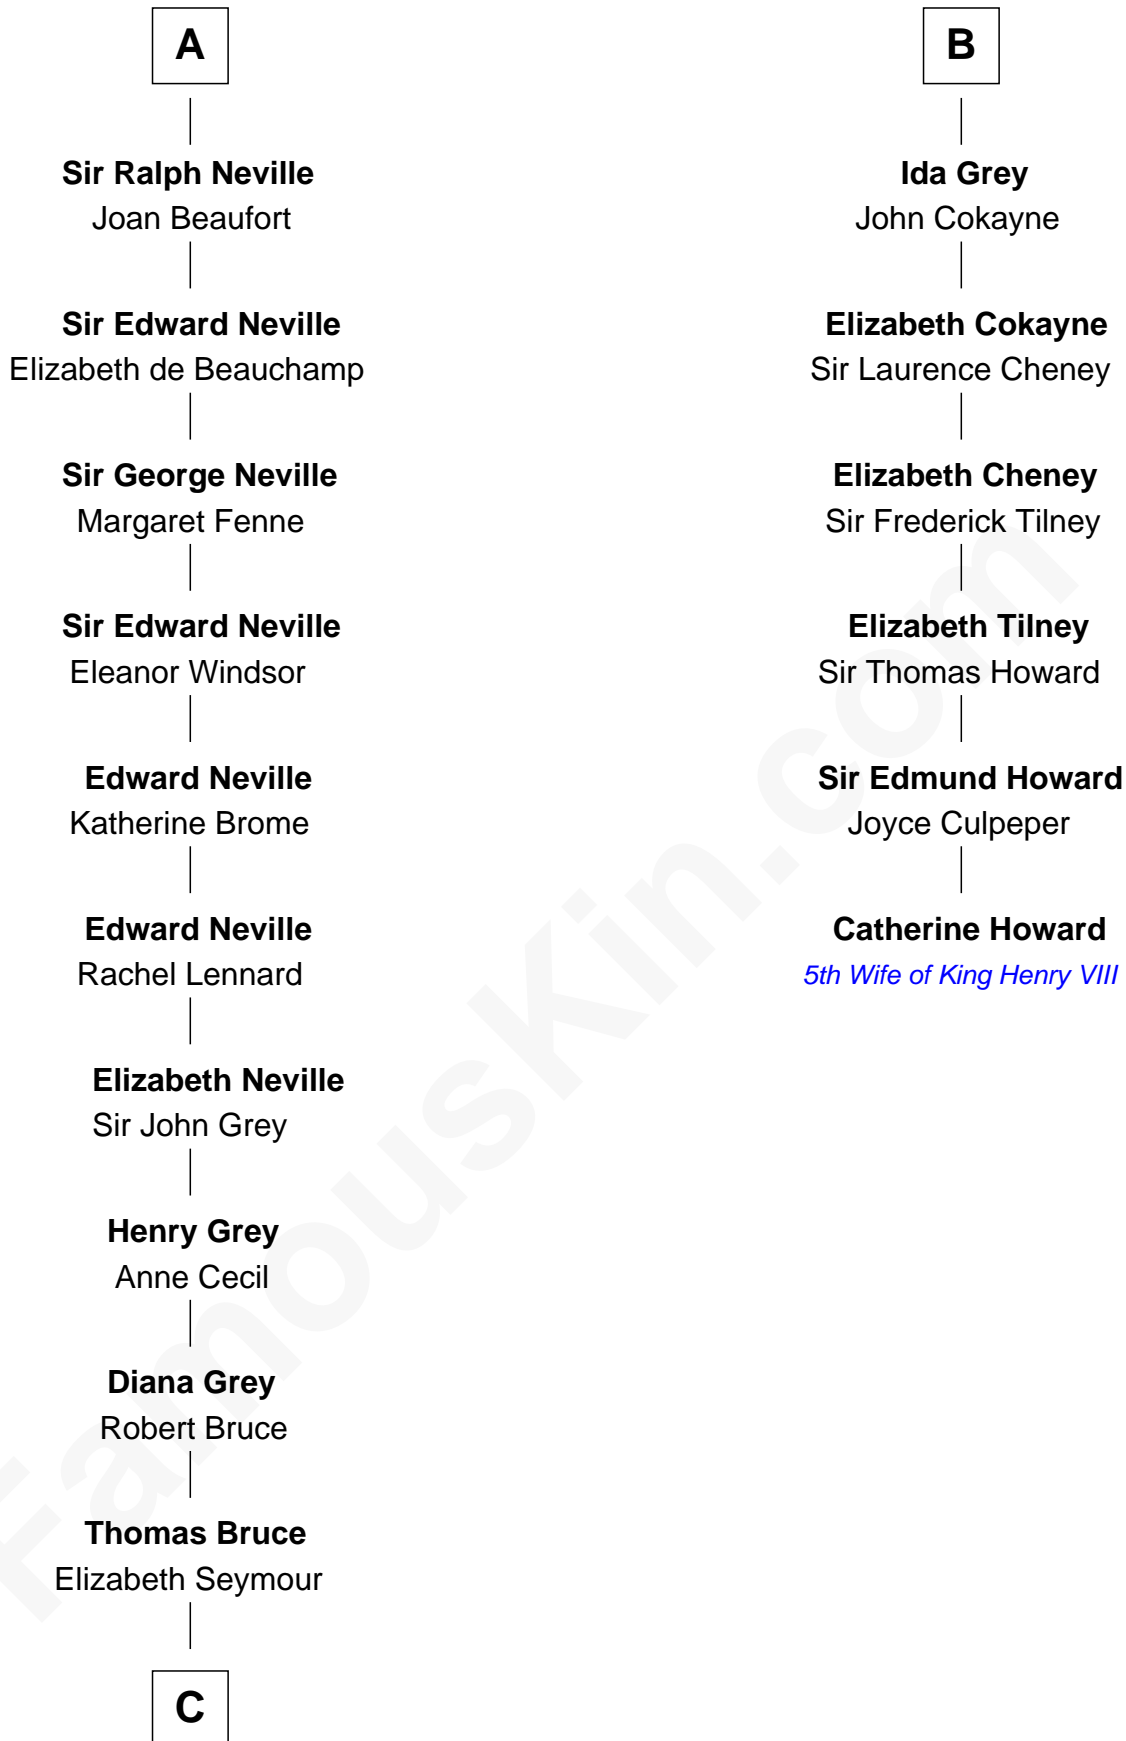 A
Sir Ralph Neville
Joan Beaufort
Sir Edward Neville
Elizabeth de Beauchamp
Sir George Neville
Margaret Fenne
Sir Edward Neville
Eleanor Windsor
Edward Neville
Katherine Brome
Edward Neville
Rachel Lennard
Elizabeth Neville
Sir John Grey
Henry Grey
Anne Cecil
Diana Grey
Robert Bruce
Thomas Bruce
Elizabeth Seymour
C
B
Ida Grey
John Cokayne
Elizabeth Cokayne
Sir Laurence Cheney
Elizabeth Cheney
Sir Frederick Tilney
Elizabeth Tilney
Sir Thomas Howard
Sir Edmund Howard
Joyce Culpeper
Catherine Howard
5th Wife of King Henry VIII
FamousKin.com